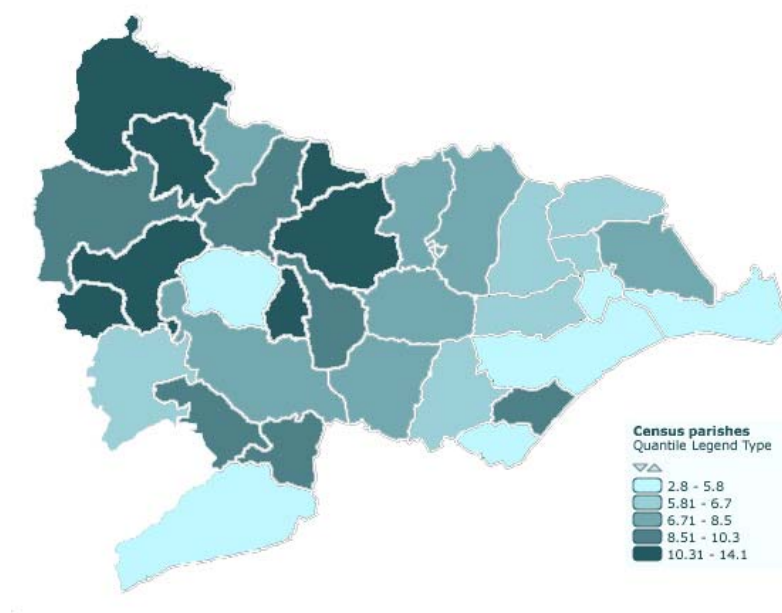 Census parishes
Quantile Legend Type
2.8 - 5.8
5.81 - 6.7
6.71 - 8.5
8.51 - 10.3
10.31 - 14.1